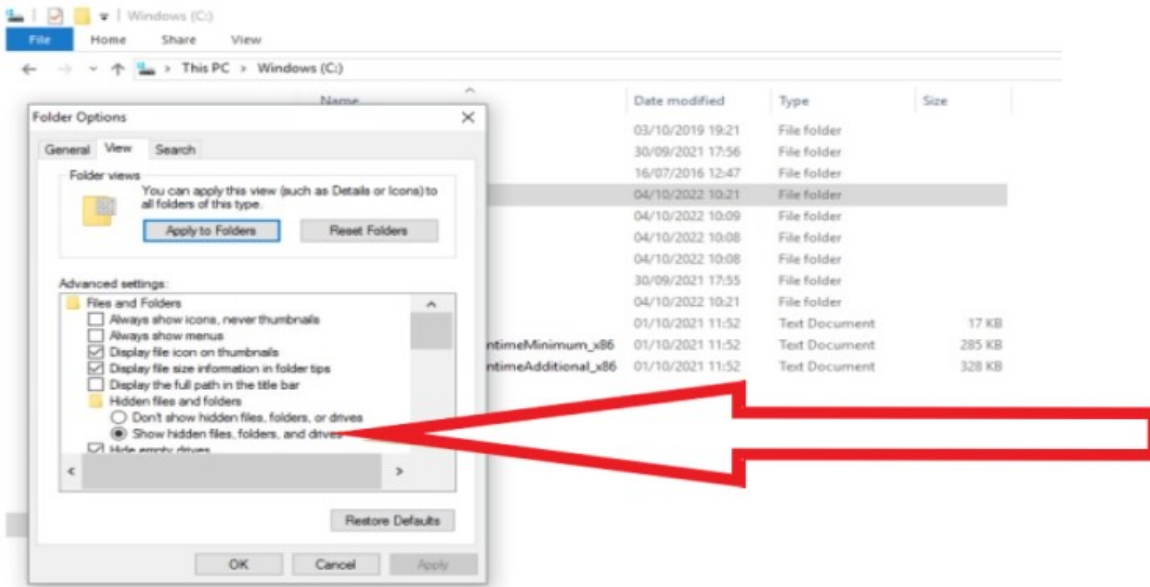 Windows (C:)
File Home Share View
This PC > Windows (C:)
Name Date modified Type Size
Folder Options
03/10/2019 19:21 File folder
General View Search
30/09/2021 17:56 File folder
Folder views
16/07/2016 12:47 File folder
You can apply this view (such as Details or Icons) to
all folders of this type.
04/10/2022 10:21 File folder
Apply to Folders Reset Folders
04/10/2022 10:09 File folder
04/10/2022 10:08 File folder
04/10/2022 10:08 File folder
Advanced settings:
30/09/2021 17:55 File folder
Files and Folders
04/10/2022 10:21 File folder
Always show icons, never thumbnails
01/10/2021 11:52 Text Document 17 KB
Always show menus
ntimeMinimum_x86 01/10/2021 11:52 Text Document 285 KB
Display file icon on thumbnails
Display file size information in folder tips
ntimeAdditional_x86 01/10/2021 11:52 Text Document 328 KB
Display the full path in the title bar
Hidden files and folders
Don't show hidden files, folders, or drives
Show hidden files, folders, and drives
Hide empty drives
Restore Defaults
OK Cancel Apply